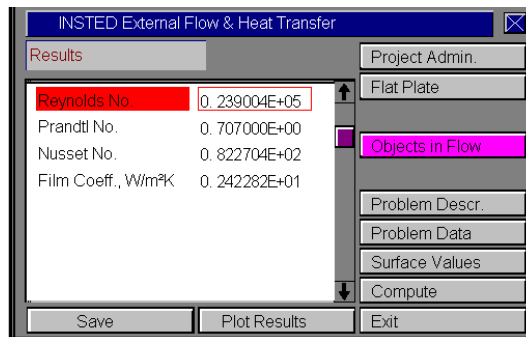 INSTED External Flow & Heat Transfer
Results
Reynolds No. 0. 239004E+05
Prandtl No. 0. 707000E+00
Nusset No. 0. 822704E+02
Film Coeff., W/m²K 0. 242282E+01
Save
Plot Results
Project Admin.
Flat Plate
Objects in Flow
Problem Descr.
Problem Data
Surface Values
Compute
Exit